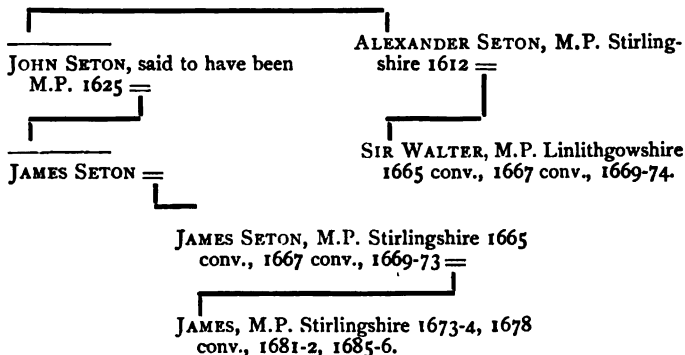 JOHN SETON, said to have been
M.P. 1625 =
ALEXANDER SETON, M.P. Stirling-
shire 1612 =
JAMES SETON =
SIR WALTER, M.P. Linlithgowshire
1665 conv., 1667 conv., 1669-74.
JAMES SETON, M.P. Stirlingshire 1665
conv., 1667 conv., 1669-73 =
JAMES, M.P. Stirlingshire 1673-4, 1678
conv., 1681-2, 1685-6.